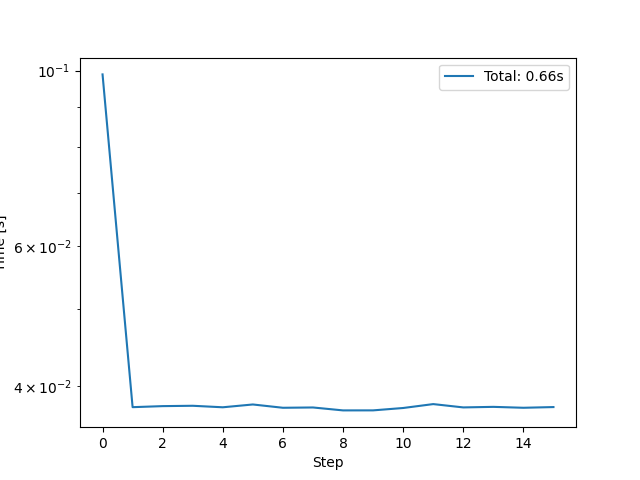 Total: 0.66s
10⁻¹
6 × 10⁻²
4 × 10⁻²
[s]
0 2 4 6 8 10 12 14
Step